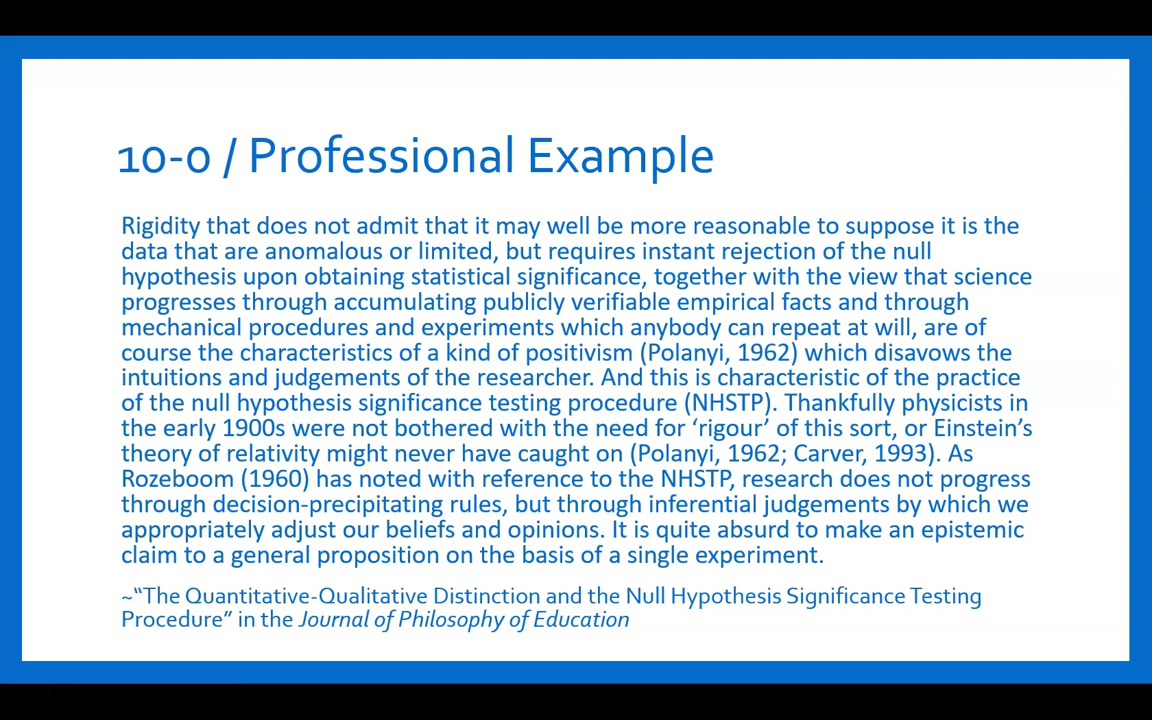 10-0 / Professional Example
Rigidity that does not admit that it may well be more reasonable to suppose it is the
data that are anomalous or limited, but requires instant rejection of the null
hypothesis upon obtaining statistical significance, together with the view that science
progresses through accumulating publicly verifiable empirical facts and through
mechanical procedures and experiments which anybody can repeat at will, are of
course the characteristics of a kind of positivism (Polanyi, 1962) which disavows the
intuitions and judgements of the researcher. And this is characteristic of the practice
of the null hypothesis significance testing procedure (NHSTP). Thankfully physicists in
the early 1900s were not bothered with the need for ‘rigour’ of this sort, or Einstein’s
theory of relativity might never have caught on (Polanyi, 1962; Carver, 1993). As
Rozeboom (1960) has noted with reference to the NHSTP, research does not progress
through decision-precipitating rules, but through inferential judgements by which we
appropriately adjust our beliefs and opinions. It is quite absurd to make an epistemic
claim to a general proposition on the basis of a single experiment.
~“The Quantitative-Qualitative Distinction and the Null Hypothesis Significance Testing
Procedure” in the Journal of Philosophy of Education